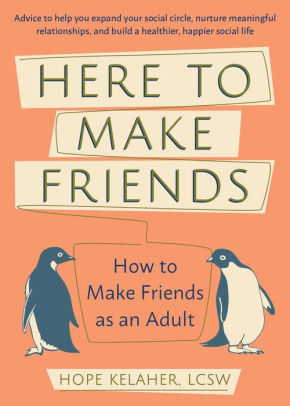 Advice to help you expand your social circle, nurture meaningful
relationships, and build a healthier, happier social life
HERE TO
MAKE
FRIENDS
How to
Make Friends
as an Adult
HOPE KELAHER, LCSW